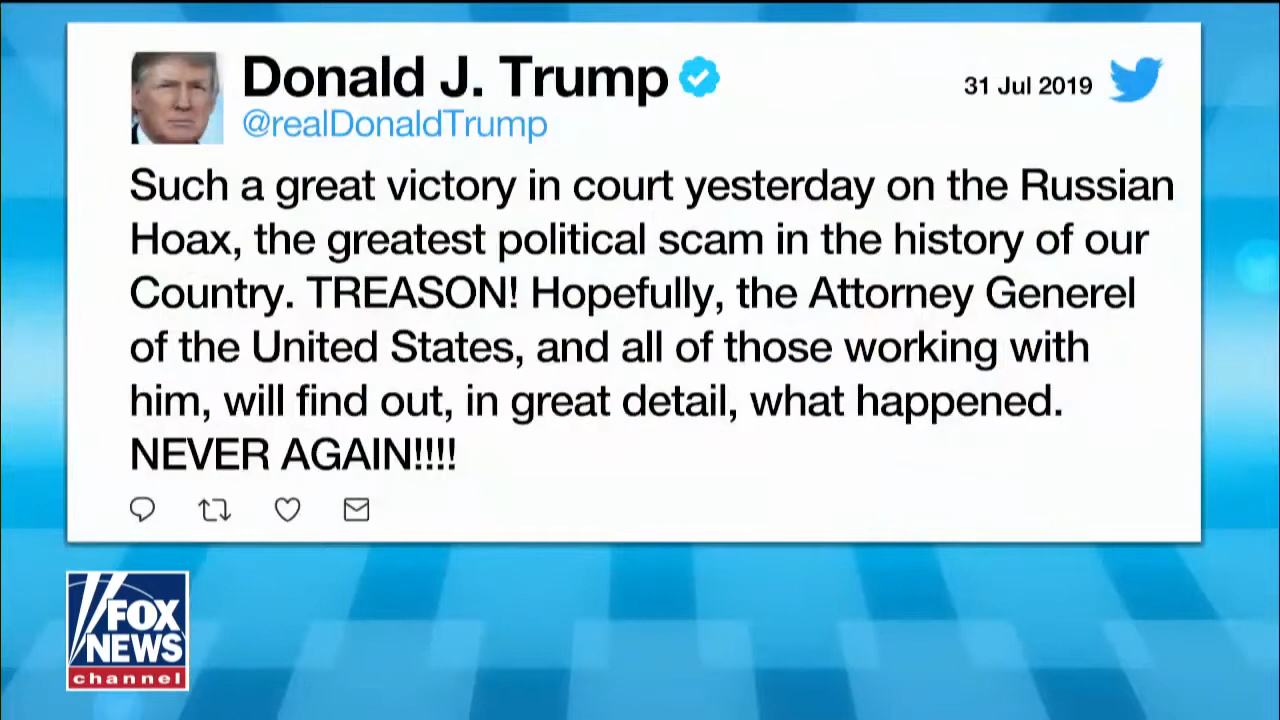 Donald J. Trump
31 Jul 2019
@realDonaldTrump
Such a great victory in court yesterday on the Russian
Hoax, the greatest political scam in the history of our
Country. TREASON! Hopefully, the Attorney Generel
of the United States, and all of those working with
him, will find out, in great detail, what happened.
NEVER AGAIN!!!!
FOX
NEWS
channel